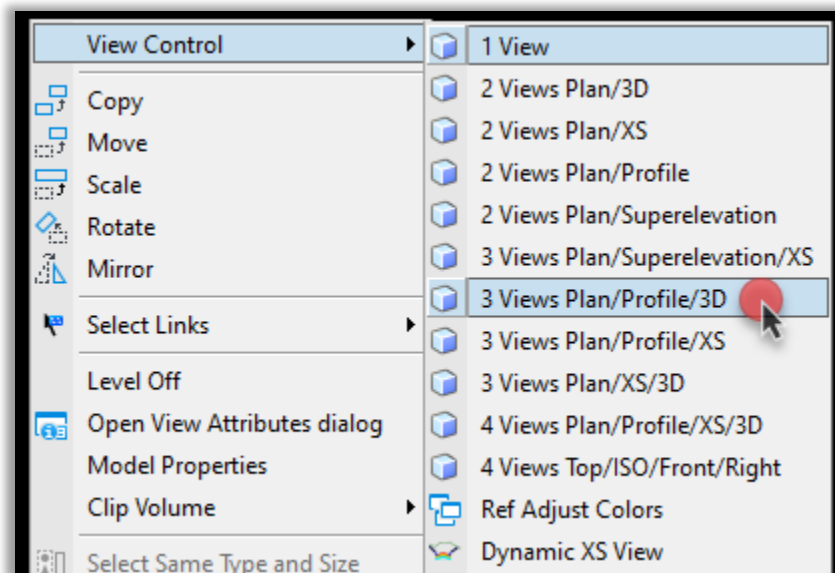 View Control
Copy
Move
Scale
Rotate
Mirror
Select Links
Level Off
Open View Attributes dialog
Model Properties
Clip Volume
Select Same Type and Size
1 View
2 Views Plan/3D
2 Views Plan/XS
2 Views Plan/Profile
2 Views Plan/Superelevation
3 Views Plan/Superelevation/XS
3 Views Plan/Profile/3D
3 Views Plan/Profile/XS
3 Views Plan/XS/3D
4 Views Plan/Profile/XS/3D
4 Views Top/ISO/Front/Right
Ref Adjust Colors
Dynamic XS View